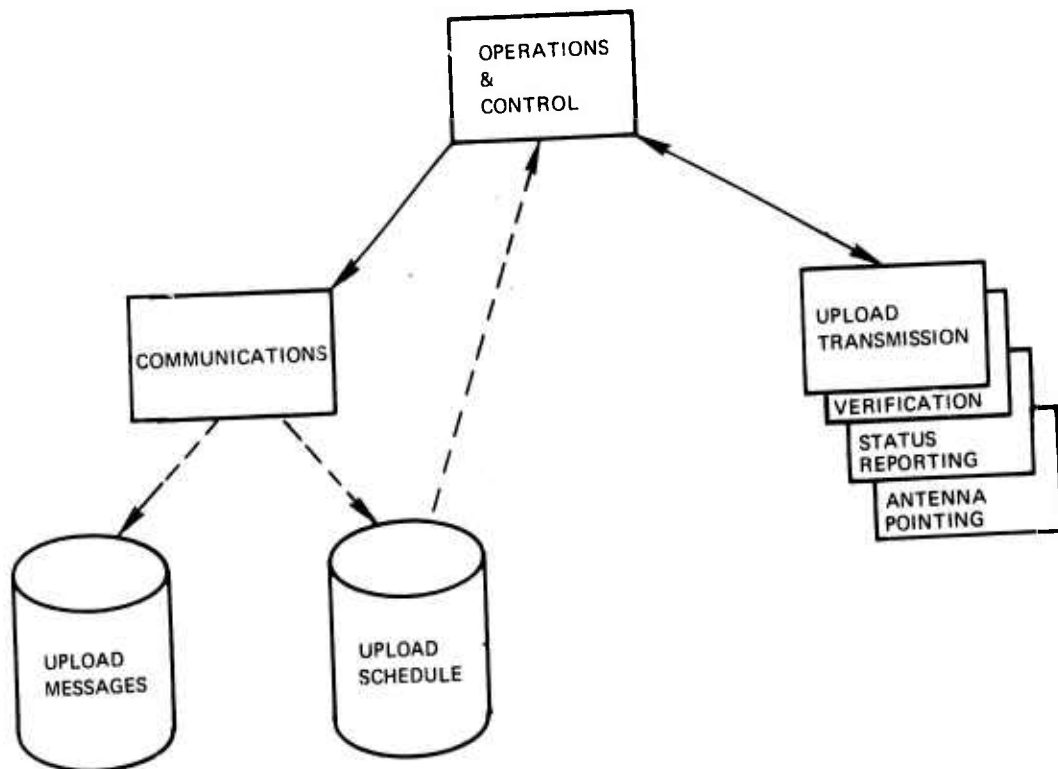 OPERATIONS
&
CONTROL
COMMUNICATIONS
UPLOAD
TRANSMISSION
VERIFICATION
STATUS
REPORTING
ANTENNA
POINTING
UPLOAD
MESSAGES
UPLOAD
SCHEDULE